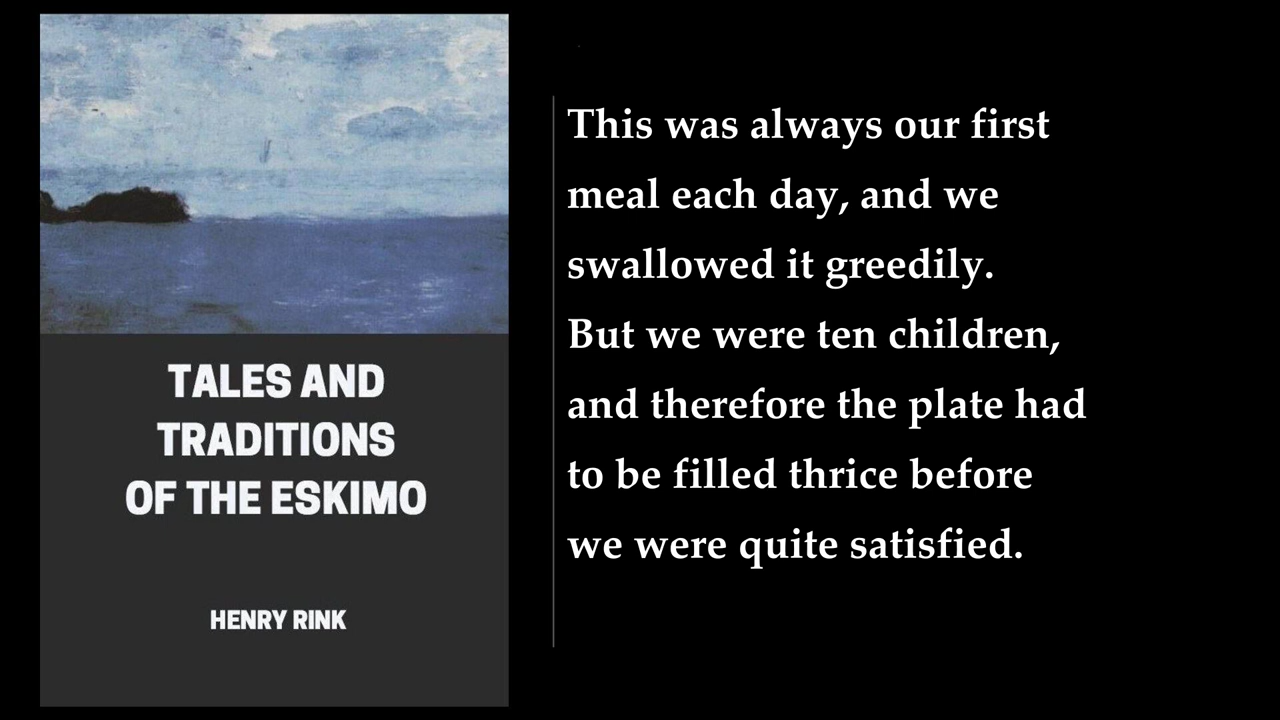 TALES AND
TRADITIONS
OF THE ESKIMO
HENRY RINK
This was always our first
meal each day, and we
swallowed it greedily.
But we were ten children,
and therefore the plate had
to be filled thrice before
we were quite satisfied.